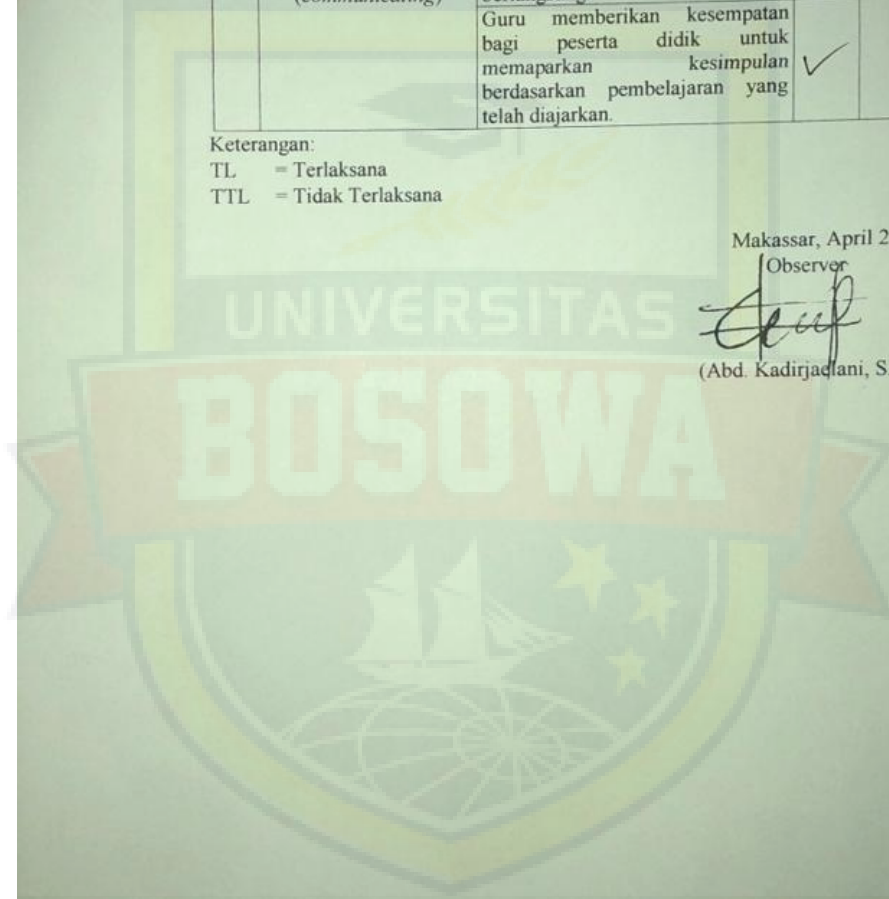 (communicating)
Guru memberikan kesempatan
bagi peserta didik untuk
memaparkan kesimpulan
berdasarkan pembelajaran yang
telah diajarkan.
Keterangan:
TL = Terlaksana
TTL = Tidak Terlaksana
Makassar, April 2
Observer
(Abd. Kadirjaelani, S
UNIVERSITAS
BOSOWA